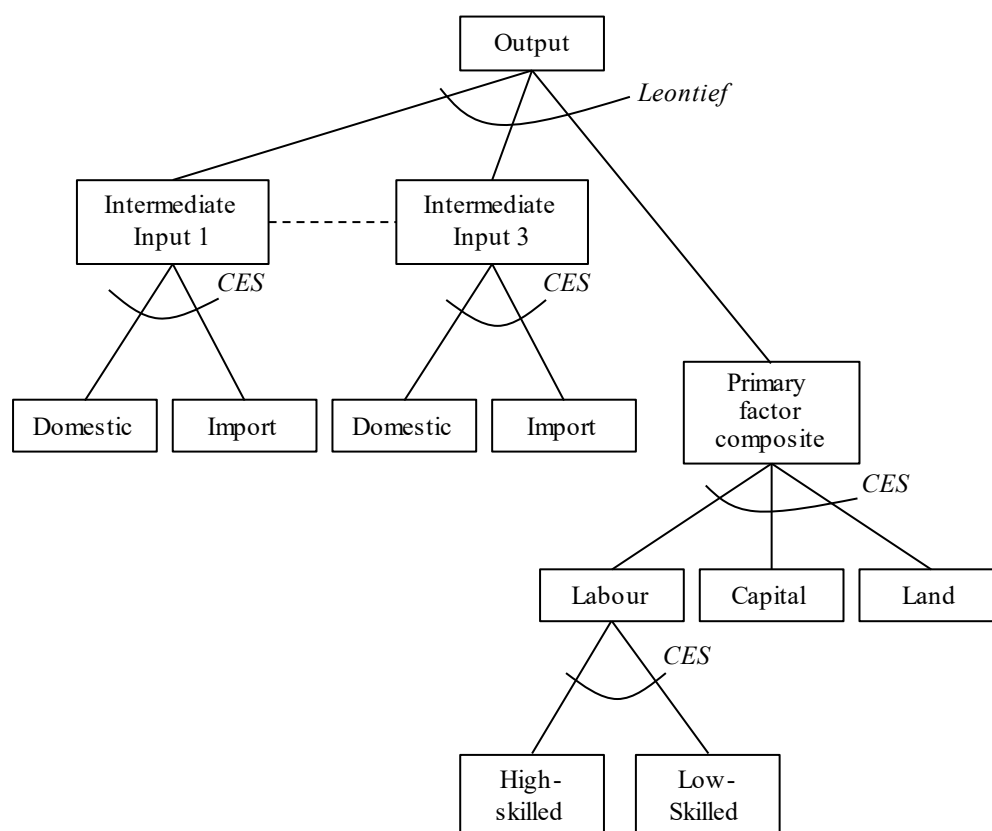 Output
Leontief
Intermediate
Input 1
Intermediate
Input 3
CES
CES
Domestic
Import
Domestic
Import
Primary
factor
composite
CES
Labour
Capital
Land
CES
High-
skilled
Low-
Skilled